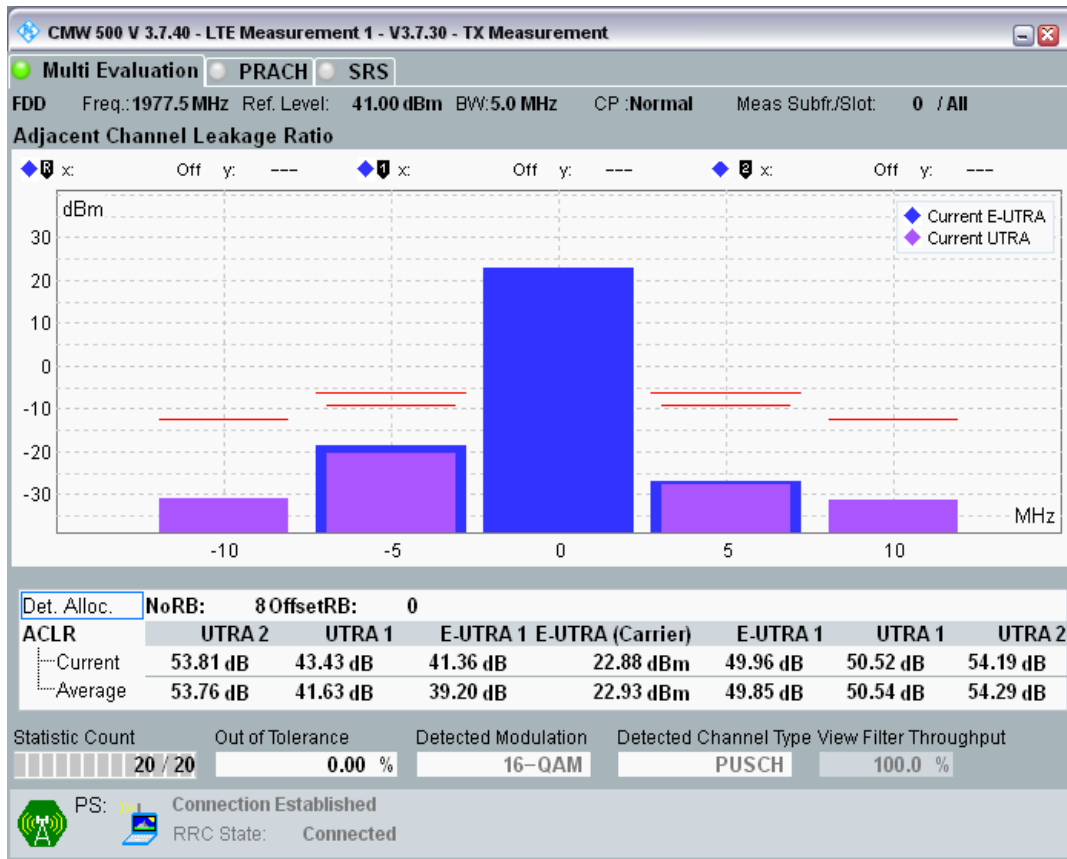 CMW 500 V 3.7.40 - LTE Measurement 1 - V3.7.30 - TX Measurement
Multi Evaluation PRACH SRS
FDD Freq.:1977.5 MHz Ref. Level: 41.00 dBm BW:5.0 MHz CP :Normal Meas Subfr./Slot: 0 / All
Adjacent Channel Leakage Ratio
R x: Off y: --- 1 x: Off y: --- 2 x: Off y: ---
dBm
Current E-UTRA
Current UTRA
30
20
10
0
-10
-20
-30
MHz
-10 -5 0 5 10
Det. Alloc. NoRB: 8 OffsetRB: 0
ACLR UTRA 2 UTRA 1 E-UTRA 1 E-UTRA (Carrier) E-UTRA 1 UTRA 1 UTRA 2
Current 53.81 dB 43.43 dB 41.36 dB 22.88 dBm 49.96 dB 50.52 dB 54.19 dB
Average 53.76 dB 41.63 dB 39.20 dB 22.93 dBm 49.85 dB 50.54 dB 54.29 dB
Statistic Count Out of Tolerance Detected Modulation Detected Channel Type View Filter Throughput
20 / 20 0.00 % 16-QAM PUSCH 100.0 %
PS: Connection Established
RRC State: Connected